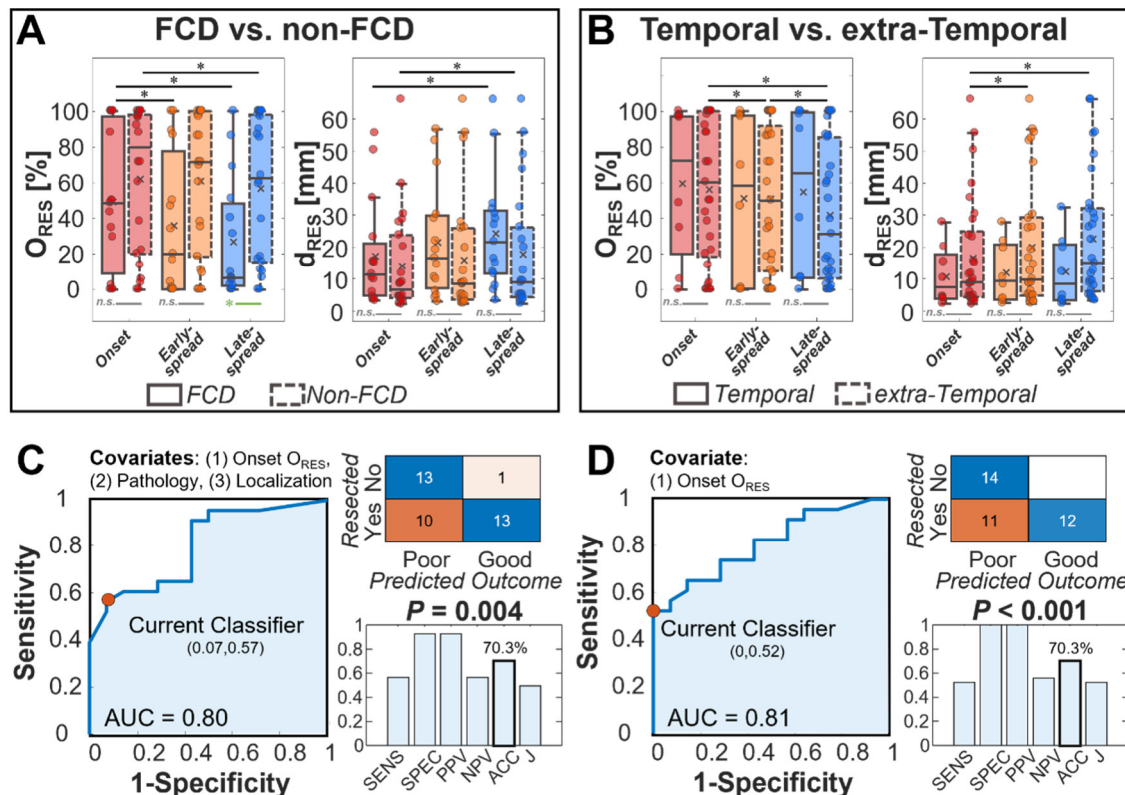 A FCD vs. non-FCD
* * * *
* *
O_RES [%]
100
80
60
40
20
0
n.s. n.s. *
Onset Early-spread Late-spread
d_RES [mm]
60
50
40
30
20
10
0
n.s. n.s. n.s.
Onset Early-spread Late-spread
FCD Non-FCD
B Temporal vs. extra-Temporal
* * *
* *
O_RES [%]
100
80
60
40
20
0
n.s. n.s. n.s.
Onset Early-spread Late-spread
d_RES [mm]
60
50
40
30
20
10
0
n.s. n.s. n.s.
Onset Early-spread Late-spread
Temporal extra-Temporal
C Covariates: (1) Onset O_RES,
(2) Pathology, (3) Localization
Sensitivity
1
0.8
0.6
0.4
0.2
0
Current Classifier
(0.07,0.57)
AUC = 0.80
0 0.2 0.4 0.6 0.8 1
1-Specificity
Resected
No 13 1
Yes 10 13
Poor Good
Predicted Outcome
P = 0.004
1
0.8
0.6
0.4
0.2
0
70.3%
SENS SPEC PPV NPV ACC J
D Covariate:
(1) Onset O_RES
Sensitivity
1
0.8
0.6
0.4
0.2
0
Current Classifier
(0,0.52)
AUC = 0.81
0 0.2 0.4 0.6 0.8 1
1-Specificity
Resected
No 14
Yes 11 12
Poor Good
Predicted Outcome
P < 0.001
1
0.8
0.6
0.4
0.2
0
70.3%
SENS SPEC PPV NPV ACC J